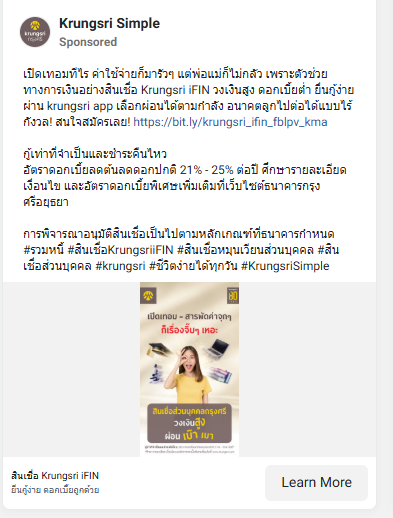 Krungsri Simple
Sponsored
krungsri
กรุงศรี
เปิดเทอมทีไร ค่าใช้จ่ายก็มารัวๆ แต่พ่อแม่ก็ไม่กลัว เพราะตัวช่วย
ทางการเงินอย่างสินเชื่อ Krungsri iFIN วงเงินสูง ดอกเบี้ยต่ำ ยื่นกู้ง่าย
ผ่าน krungsri app เลือกผ่อนได้ตามกำลัง อนาคตลูกไปต่อได้แบบไร้
กังวล! สนใจสมัครเลย! https://bit.ly/krungsri_ifin_fblpv_kma
กู้เท่าที่จำเป็นและชำระคืนไหว
อัตราดอกเบี้ยลดต้นลดดอกปกติ 21% - 25% ต่อปี ศึกษารายละเอียด
เงื่อนไข และอัตราดอกเบี้ยพิเศษเพิ่มเติมที่เว็บไซต์ธนาคารกรุง
ศรีอยุธยา
การพิจารณาอนุมัติสินเชื่อเป็นไปตามหลักเกณฑ์ที่ธนาคารกำหนด
#รวมหนี้ #สินเชื่อKrungsriiFIN #สินเชื่อหมุนเวียนส่วนบุคคล #สิน
เชื่อส่วนบุคคล #krungsri #ชีวิตง่ายได้ทุกวัน #KrungsriSimple
เปิดเทอม - สารพัดค่าจุกๆ
ก็เรื่องจิ๊บๆ เหอะ
สินเชื่อส่วนบุคคลกรุงศรี
วงเงินสูง
ผ่อน เบา เบา
สินเชื่อ Krungsri iFIN
ยื่นกู้ง่าย ดอกเบี้ยถูกด้วย
Learn More